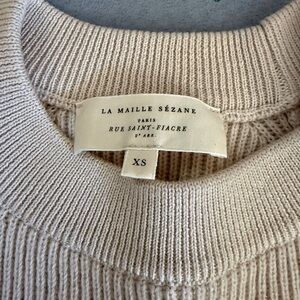 LA MAILLE SÉZANE
PARIS
RUE SAINT-FIACRE
2e ARR.
XS